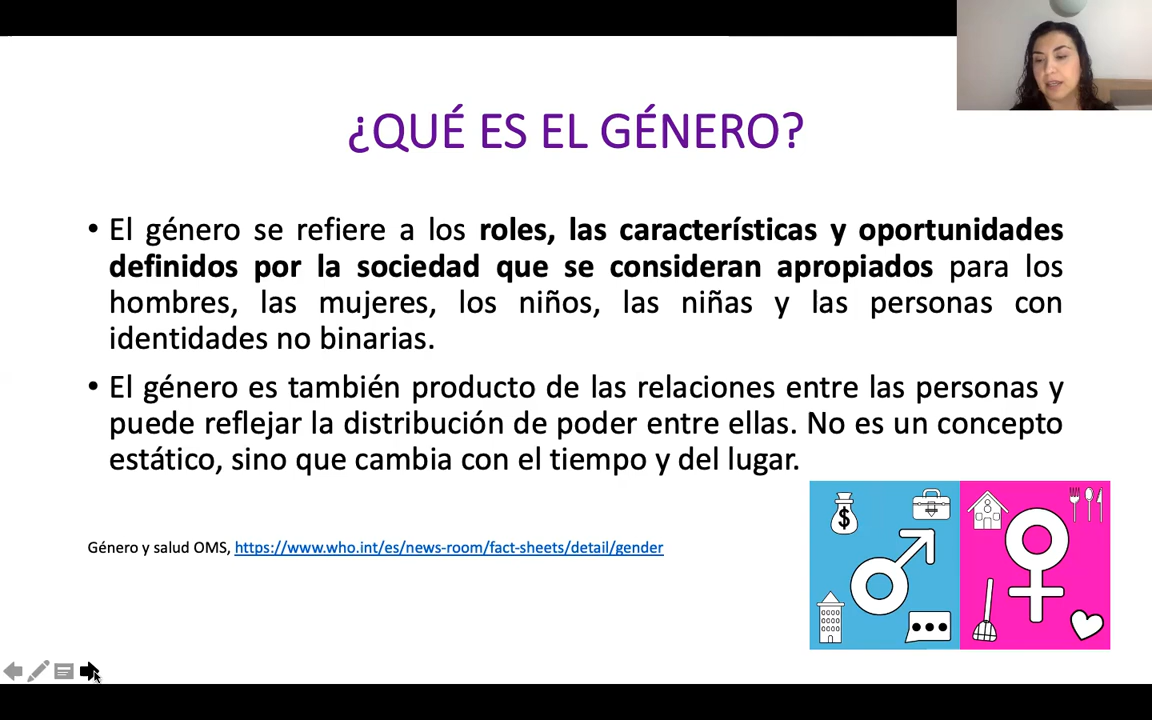 ¿QUÉ ES EL GÉNERO?
• El género se refiere a los roles, las características y oportunidades
definidos por la sociedad que se consideran apropiados para los
hombres, las mujeres, los niños, las niñas y las personas con
identidades no binarias.
• El género es también producto de las relaciones entre las personas y
puede reflejar la distribución de poder entre ellas. No es un concepto
estático, sino que cambia con el tiempo y del lugar.
Género y salud OMS, https://www.who.int/es/news-room/fact-sheets/detail/gender
$